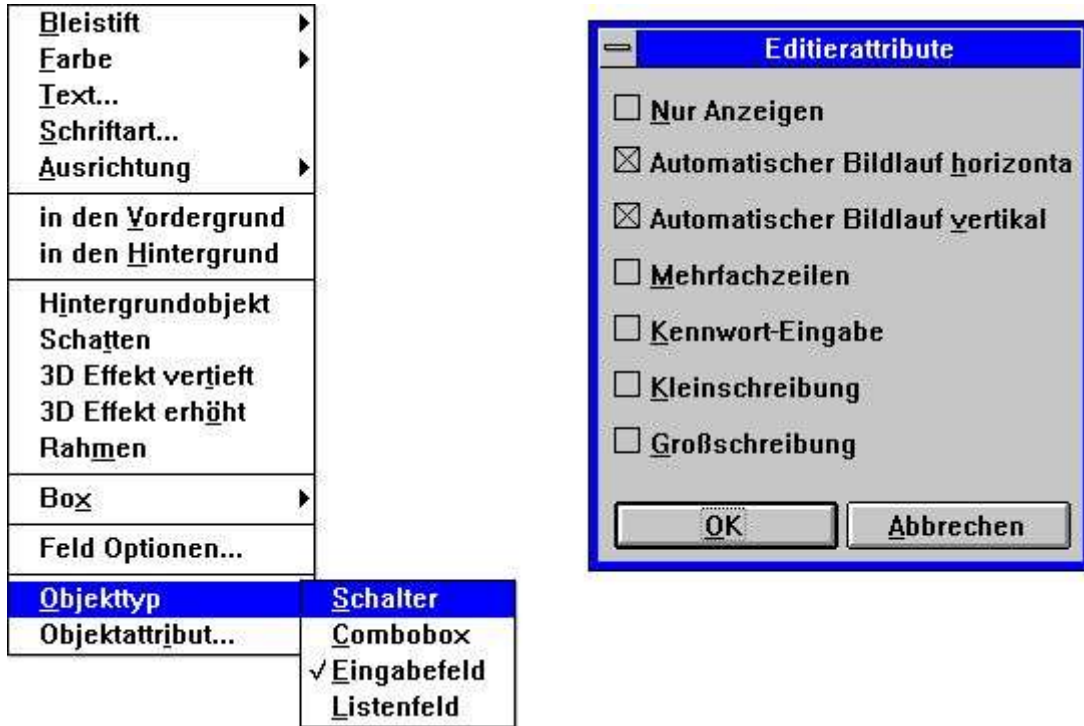 Bleistift
Farbe
Text...
Schriftart...
Ausrichtung
in den Vordergrund
in den Hintergrund
Hintergrundobjekt
Schatten
3D Effekt vertieft
3D Effekt erhöht
Rahmen
Box
Feld Optionen...
Objekttyp
Objektattribut...
Schalter
Combobox
Eingabefeld
Listenfeld
Editierattribute
Nur Anzeigen
Automatischer Bildlauf horizonta
Automatischer Bildlauf vertikal
Mehrfachzeilen
Kennwort-Eingabe
Kleinschreibung
Großschreibung
OK
Abbrechen